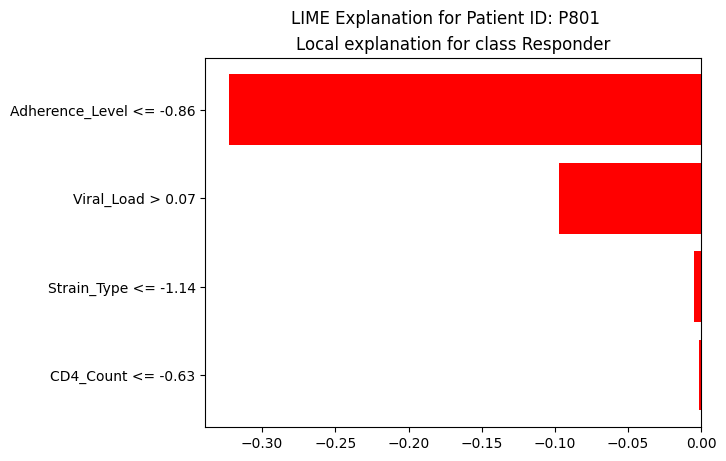 LIME Explanation for Patient ID: P801
Local explanation for class Responder
Adherence_Level <= -0.86
Viral_Load > 0.07
Strain_Type <= -1.14
CD4_Count <= -0.63
−0.30 −0.25 −0.20 −0.15 −0.10 −0.05 0.00